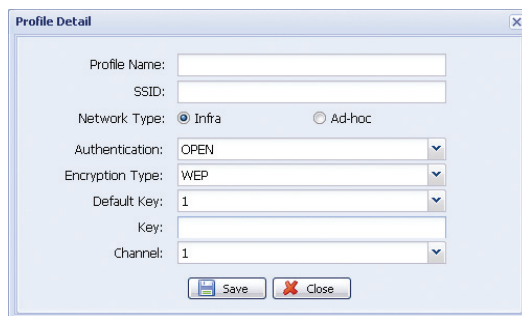 Profile Detail
Profile Name:
SSID:
Network Type: Infra Ad-hoc
Authentication: OPEN
Encryption Type: WEP
Default Key: 1
Key:
Channel: 1
Save Close